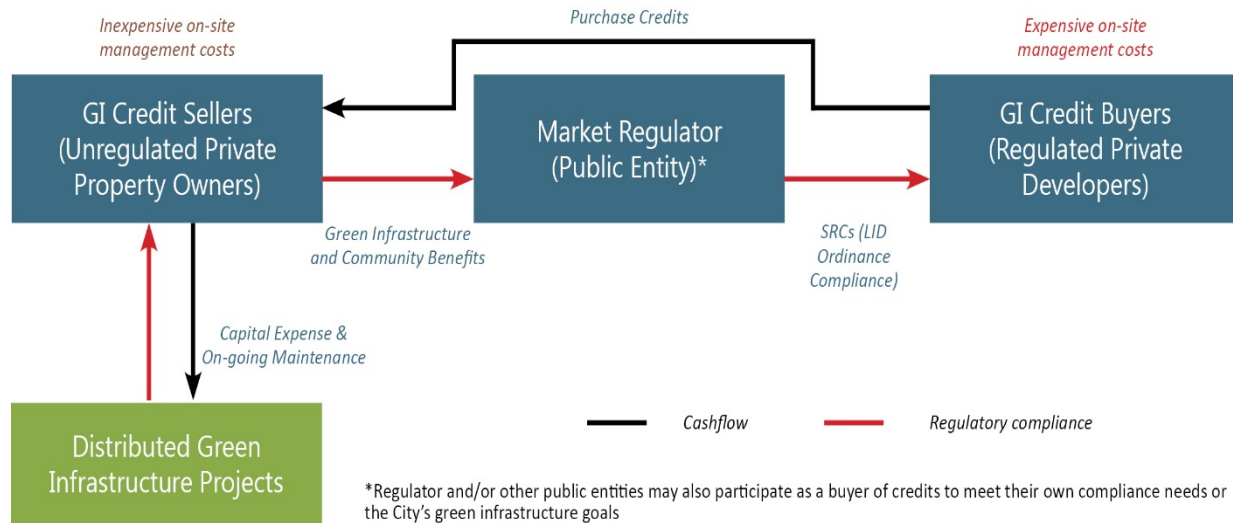 Inexpensive on-site
management costs
Purchase Credits
Expensive on-site
management costs
GI Credit Sellers
(Unregulated Private
Property Owners)
Market Regulator
(Public Entity)*
GI Credit Buyers
(Regulated Private
Developers)
Green Infrastructure
and Community Benefits
SRCs (LID
Ordinance
Compliance)
Capital Expense &
On-going Maintenance
Distributed Green
Infrastructure Projects
Cashflow
Regulatory compliance
*Regulator and/or other public entities may also participate as a buyer of credits to meet their own compliance needs or
the City's green infrastructure goals